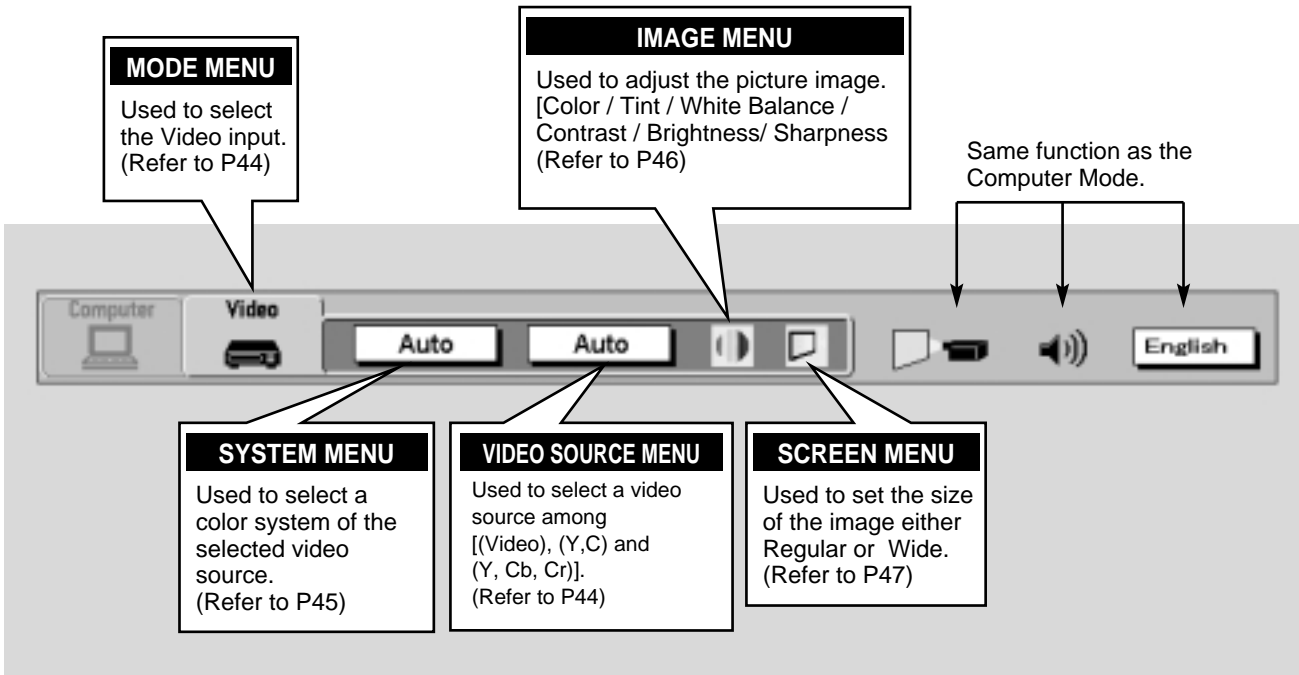 MODE MENU
Used to select
the Video input.
(Refer to P44)
IMAGE MENU
Used to adjust the picture image.
[Color / Tint / White Balance /
Contrast / Brightness/ Sharpness
(Refer to P46)
Same function as the
Computer Mode.
Computer
Video
Auto
Auto
English
SYSTEM MENU
Used to select a
color system of the
selected video
source.
(Refer to P45)
VIDEO SOURCE MENU
Used to select a video
source among
[(Video), (Y,C) and
(Y, Cb, Cr)].
(Refer to P44)
SCREEN MENU
Used to set the size
of the image either
Regular or Wide.
(Refer to P47)